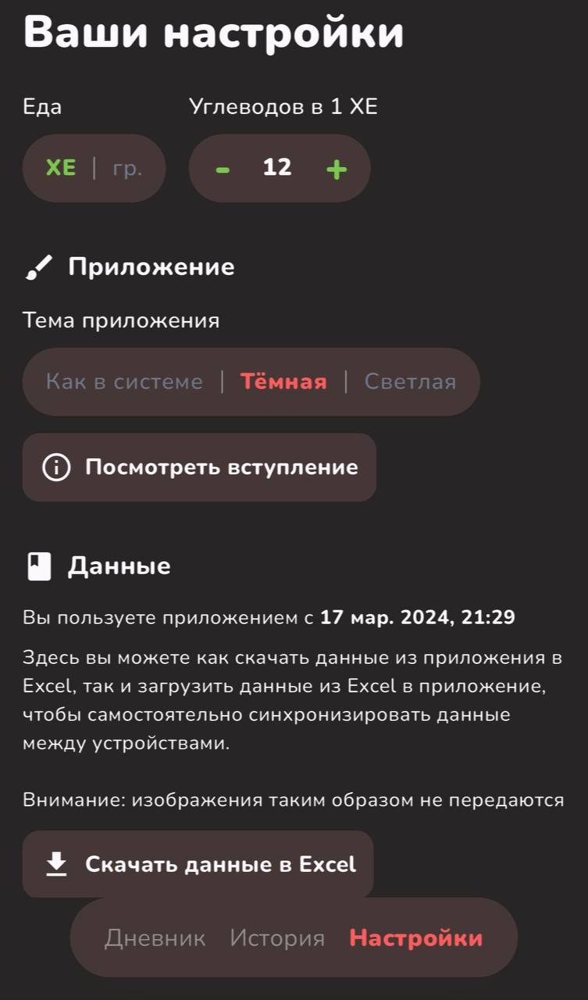 Ваши настройки
Еда
Углеводов в 1 ХЕ
ХЕ | гр.
- 12 +
Приложение
Тема приложения
Как в системе | Тёмная | Светлая
Посмотреть вступление
Данные
Вы пользуете приложением с 17 мар. 2024, 21:29
Здесь вы можете как скачать данные из приложения в
Excel, так и загрузить данные из Excel в приложение,
чтобы самостоятельно синхронизировать данные
между устройствами.
Внимание: изображения таким образом не передаются
Скачать данные в Excel
Дневник История Настройки